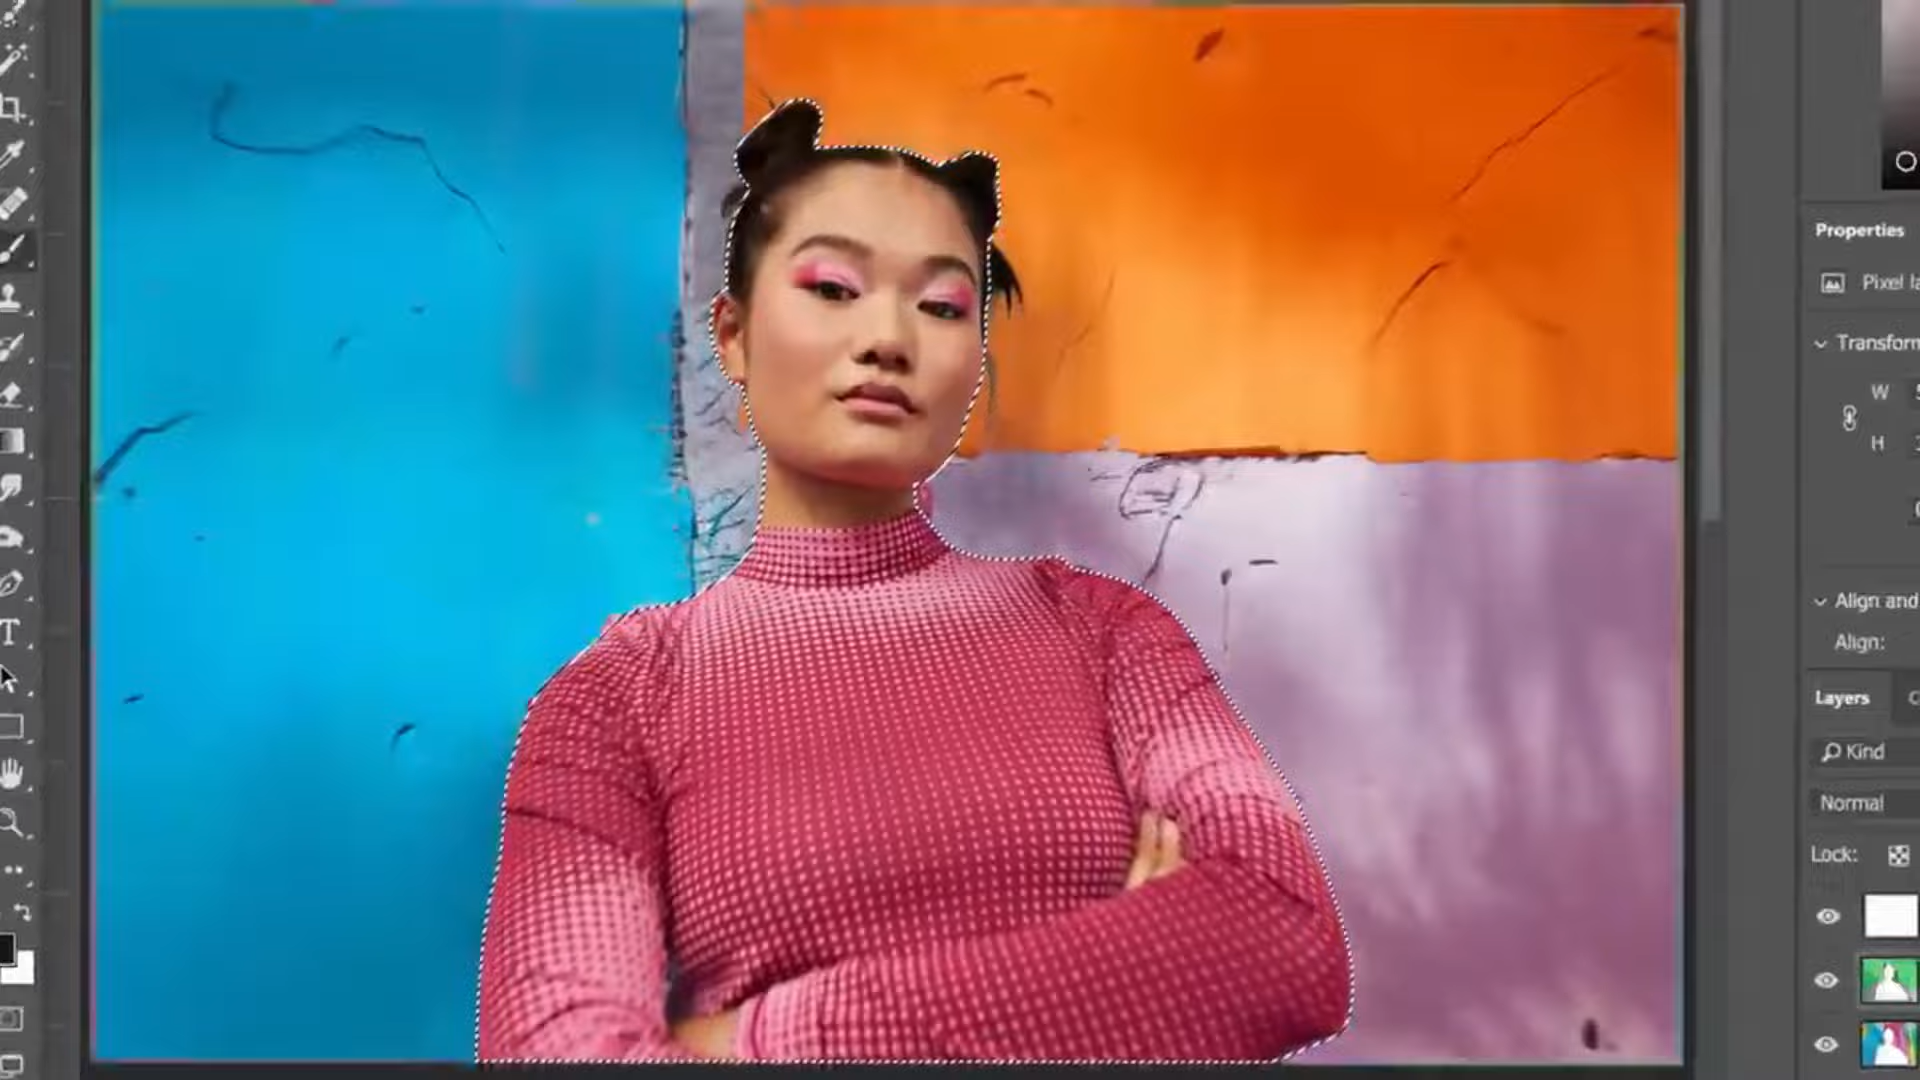 Properties
Pixel la
Transform
W
H
Align and
Align:
Layers
Kind
Normal
Lock:
T